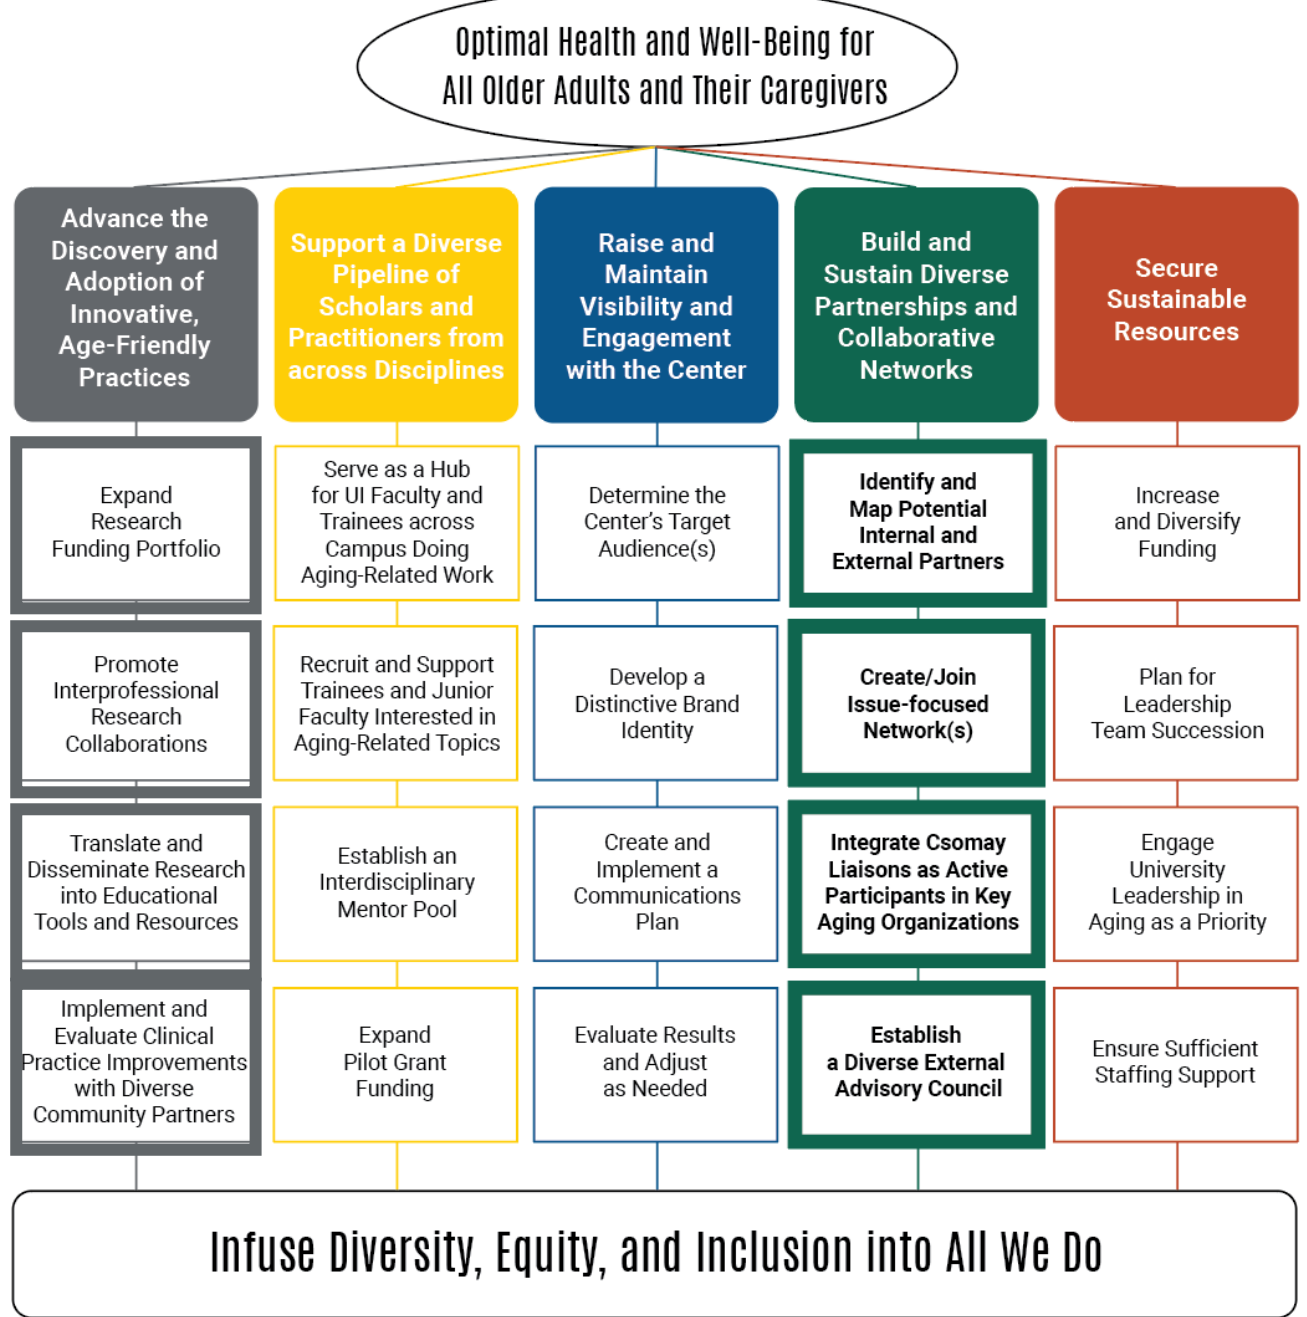 Optimal Health and Well-Being for
All Older Adults and Their Caregivers
Advance the
Discovery and
Adoption of
Innovative,
Age-Friendly
Practices
Support a Diverse
Pipeline of
Scholars and
Practitioners from
across Disciplines
Raise and
Maintain
Visibility and
Engagement
with the Center
Build and
Sustain Diverse
Partnerships and
Collaborative
Networks
Secure
Sustainable
Resources
Expand
Research
Funding Portfolio
Serve as a Hub
for UI Faculty and
Trainees across
Campus Doing
Aging-Related Work
Determine the
Center's Target
Audience(s)
Identify and
Map Potential
Internal and
External Partners
Increase
and Diversify
Funding
Promote
Interprofessional
Research
Collaborations
Recruit and Support
Trainees and Junior
Faculty Interested in
Aging-Related Topics
Develop a
Distinctive Brand
Identity
Create/Join
Issue-focused
Network(s)
Plan for
Leadership
Team Succession
Translate and
Disseminate Research
into Educational
Tools and Resources
Establish an
Interdisciplinary
Mentor Pool
Create and
Implement a
Communications
Plan
Integrate Csomay
Liaisons as Active
Participants in Key
Aging Organizations
Engage
University
Leadership in
Aging as a Priority
Implement and
Evaluate Clinical
Practice Improvements
with Diverse
Community Partners
Expand
Pilot Grant
Funding
Evaluate Results
and Adjust
as Needed
Establish
a Diverse External
Advisory Council
Ensure Sufficient
Staffing Support
Infuse Diversity, Equity, and Inclusion into All We Do